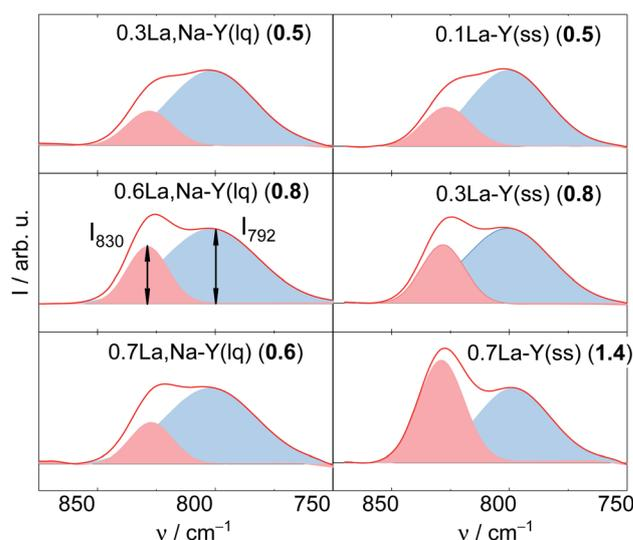 0.3La,Na-Y(lq) (0.5)
0.1La-Y(ss) (0.5)
0.6La,Na-Y(lq) (0.8)
0.3La-Y(ss) (0.8)
I830
I792
I / arb. u.
0.7La,Na-Y(lq) (0.6)
0.7La-Y(ss) (1.4)
850 800 750 850 800 750
ν / cm−1 ν / cm−1